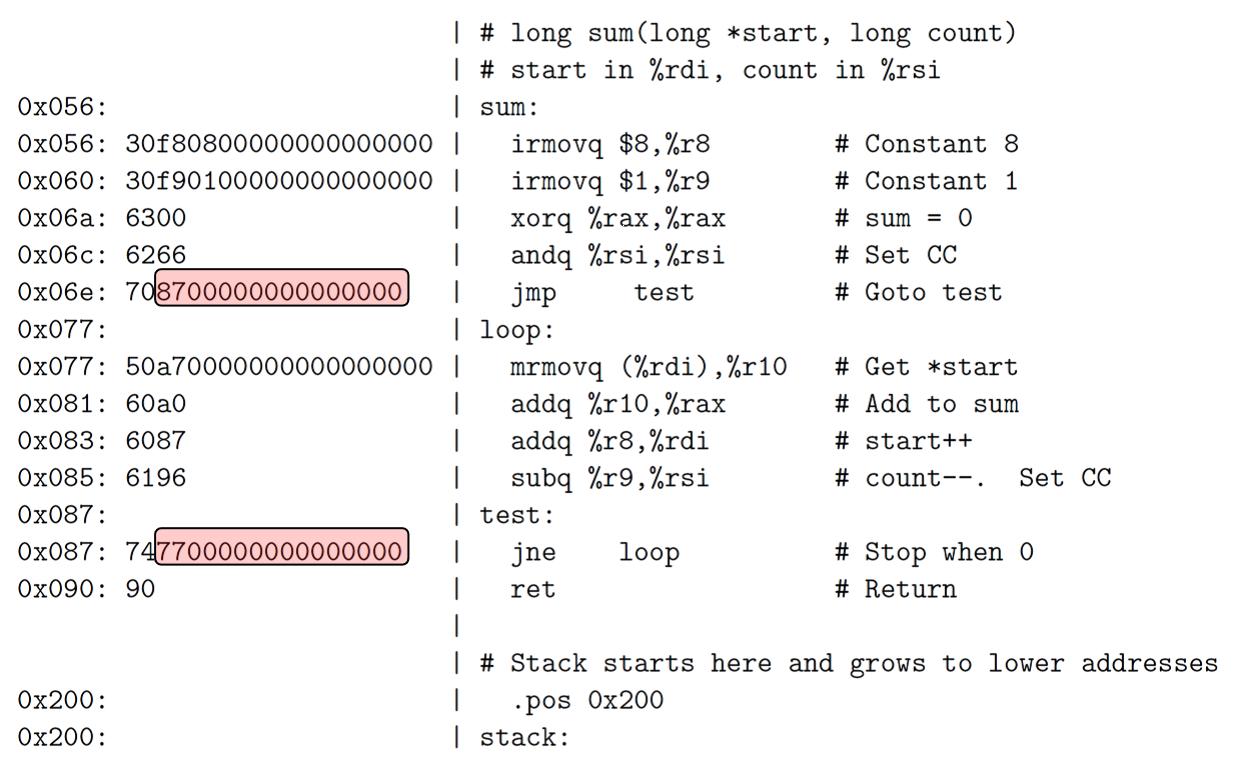 | # long sum(long *start, long count)
| # start in %rdi, count in %rsi
0x056: | sum:
0x056: 30f80800000000000000 | irmovq $8,%r8 # Constant 8
0x060: 30f90100000000000000 | irmovq $1,%r9 # Constant 1
0x06a: 6300 | xorq %rax,%rax # sum = 0
0x06c: 6266 | andq %rsi,%rsi # Set CC
0x06e: 708700000000000000 | jmp test # Goto test
0x077: | loop:
0x077: 50a70000000000000000 | mrmovq (%rdi),%r10 # Get *start
0x081: 60a0 | addq %r10,%rax # Add to sum
0x083: 6087 | addq %r8,%rdi # start++
0x085: 6196 | subq %r9,%rsi # count--. Set CC
0x087: | test:
0x087: 747700000000000000 | jne loop # Stop when 0
0x090: 90 | ret # Return
|
| # Stack starts here and grows to lower addresses
0x200: | .pos 0x200
0x200: | stack: